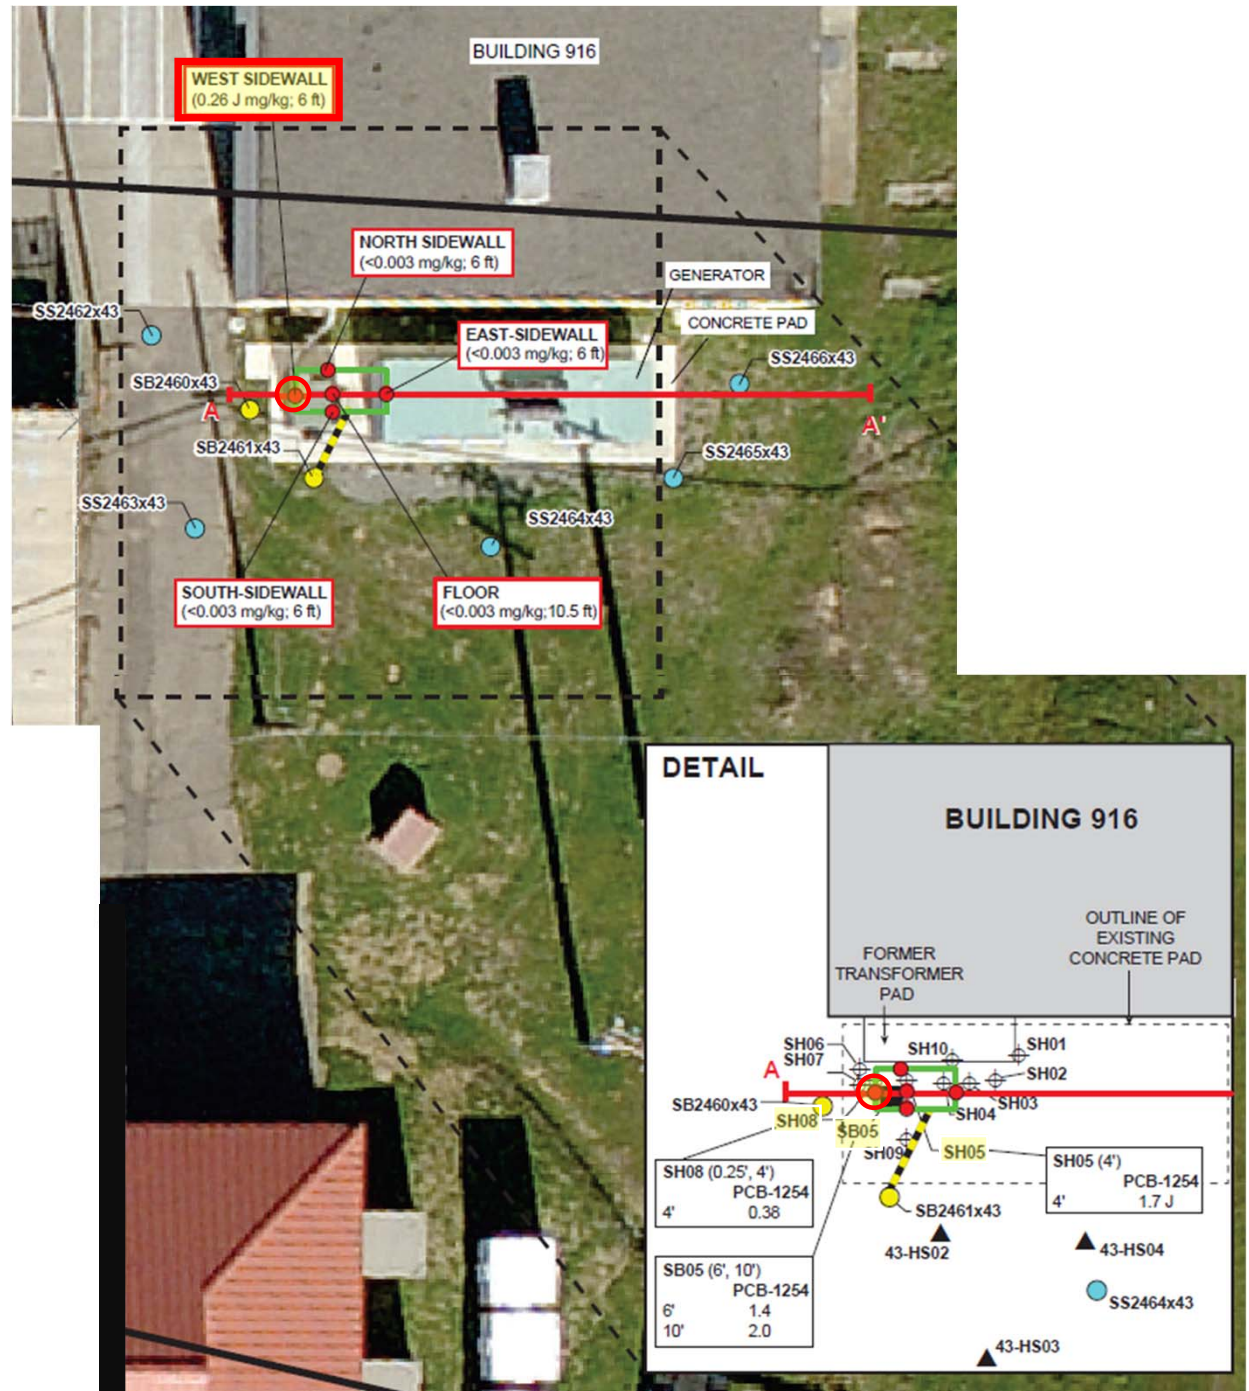 BUILDING 916
WEST SIDEWALL
(0.26 J mg/kg; 6 ft)
NORTH SIDEWALL
(<0.003 mg/kg; 6 ft)
GENERATOR
SS2462x43
EAST-SIDEWALL
(<0.003 mg/kg; 6 ft)
CONCRETE PAD
SS2466x43
SB2460x43
A
A'
SB2461x43
SS2465x43
SS2463x43
SS2464x43
SOUTH-SIDEWALL
(<0.003 mg/kg; 6 ft)
FLOOR
(<0.003 mg/kg;10.5 ft)
DETAIL
BUILDING 916
OUTLINE OF
EXISTING
CONCRETE PAD
FORMER
TRANSFORMER
PAD
SH06
SH07
SH10
SH01
SH02
A
SB2460x43
SH03
SH04
SH08
SB05
SH09
SH05
SH08 (0.25', 4')
PCB-1254
4' 0.38
SH05 (4')
PCB-1254
4' 1.7 J
SB2461x43
43-HS02
43-HS04
SB05 (6', 10')
PCB-1254
6' 1.4
10' 2.0
SS2464x43
43-HS03